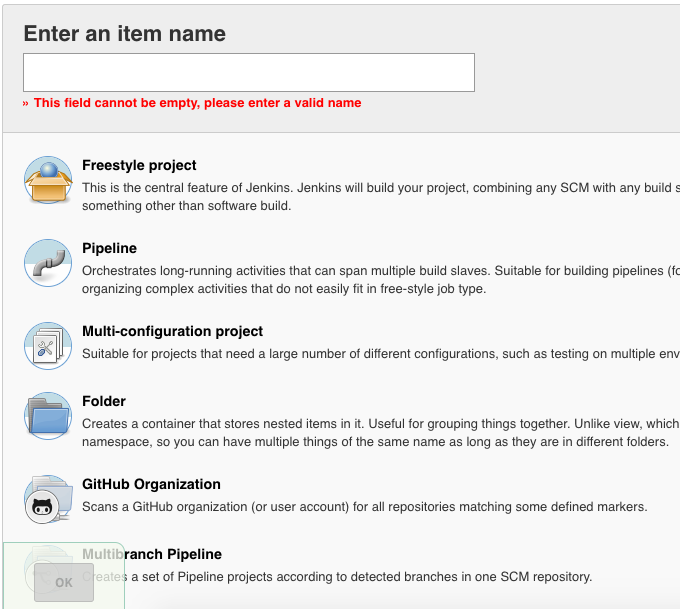 Enter an item name
» This field cannot be empty, please enter a valid name
Freestyle project
This is the central feature of Jenkins. Jenkins will build your project, combining any SCM with any build
something other than software build.
Pipeline
Orchestrates long-running activities that can span multiple build slaves. Suitable for building pipelines
organizing complex activities that do not easily fit in free-style job type.
Multi-configuration project
Suitable for projects that need a large number of different configurations, such as testing on multiple env
Folder
Creates a container that stores nested items in it. Useful for grouping things together. Unlike view, which
namespace, so you can have multiple things of the same name as long as they are in different folders.
GitHub Organization
Scans a GitHub organization (or user account) for all repositories matching some defined markers.
Multibranch Pipeline
Creates a set of Pipeline projects according to detected branches in one SCM repository.
OK